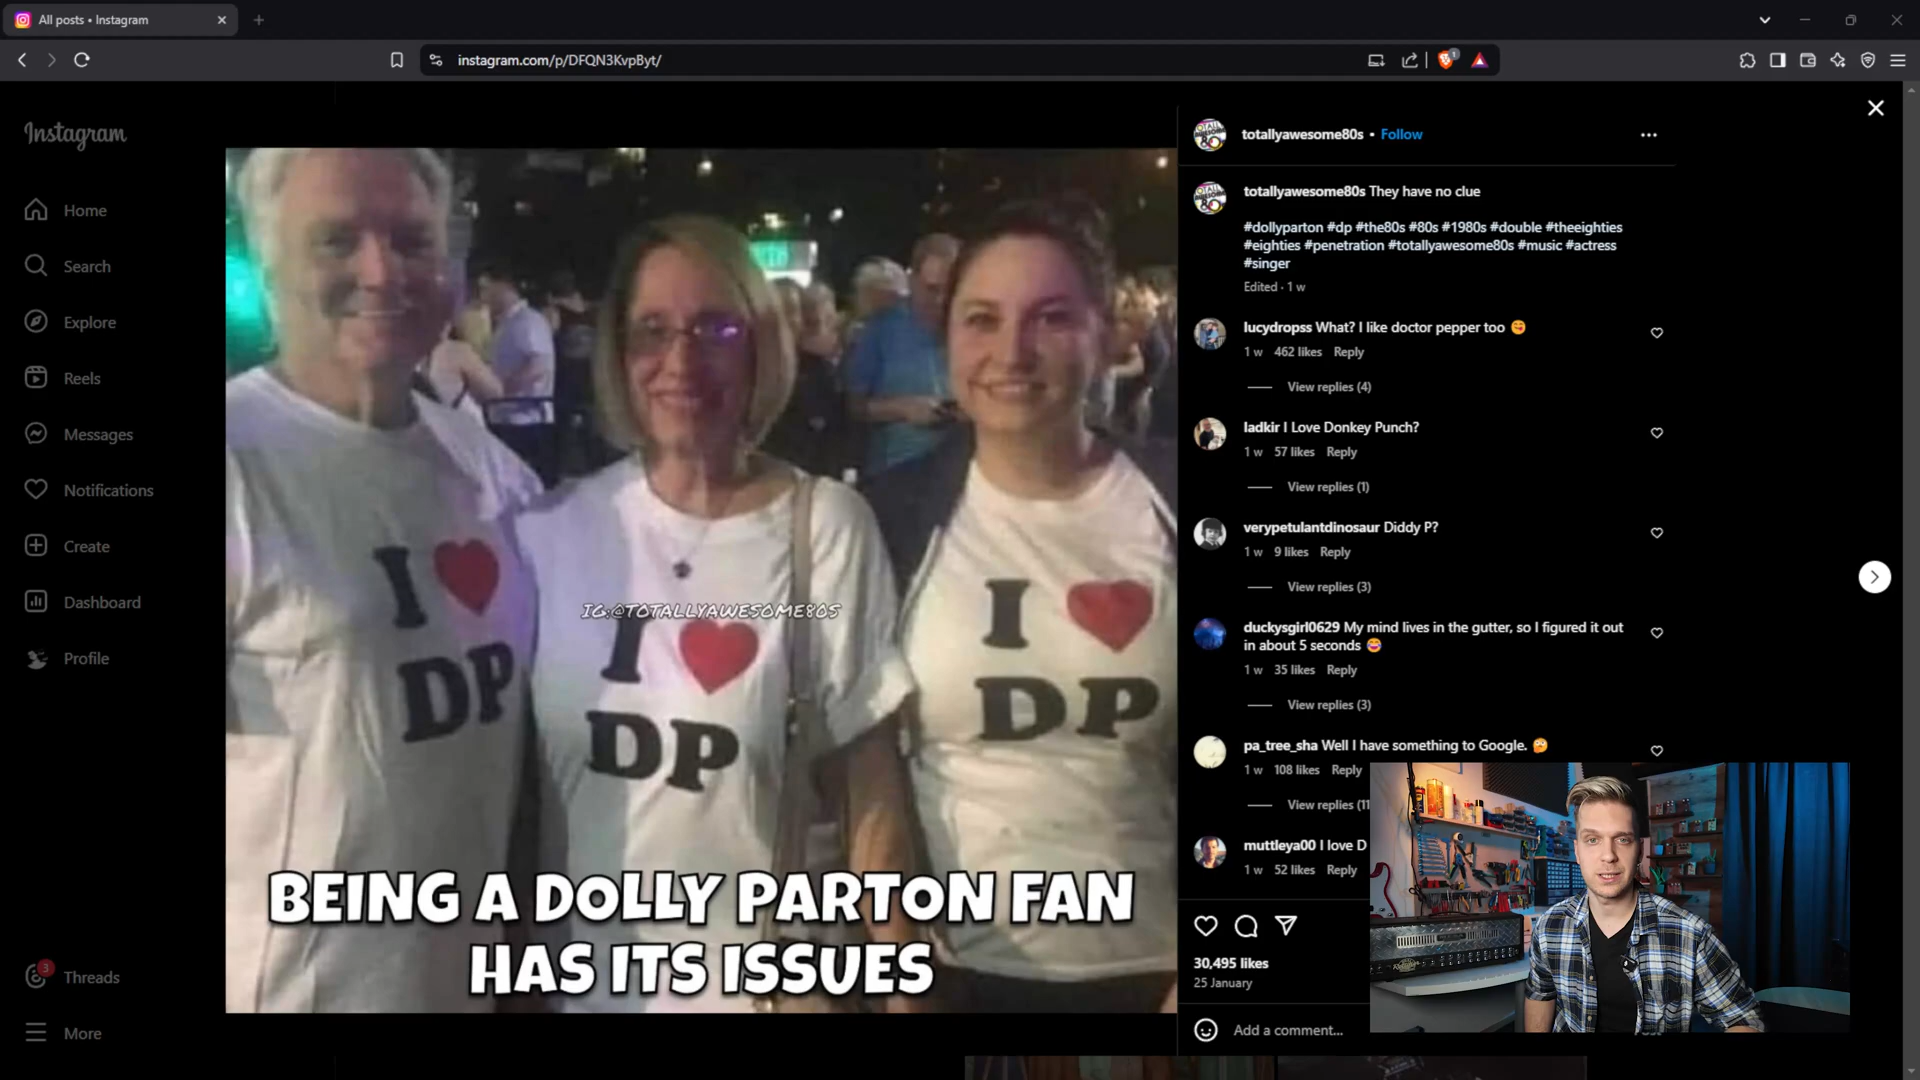 All posts • Instagram
instagram.com/p/DFQN3KvpByt/
Instagram
Home
Search
Explore
Reels
Messages
Notifications
Create
Dashboard
Profile
3
Threads
More
I ❤ DP
I ❤ DP
I ❤ DP
IG:@TOTALLYAWESOME80S
BEING A DOLLY PARTON FAN
HAS ITS ISSUES
totallyawesome80s • Follow
totallyawesome80s They have no clue
#dollyparton #dp #the80s #80s #1980s #double #theeighties
#eighties #penetration #totallyawesome80s #music #actress
#singer
Edited · 1 w
lucydropss What? I like doctor pepper too 😋
1 w 462 likes Reply
View replies (4)
ladkir I Love Donkey Punch?
1 w 57 likes Reply
View replies (1)
verypetulantdinosaur Diddy P?
1 w 9 likes Reply
View replies (3)
duckysgirl0629 My mind lives in the gutter, so I figured it out
in about 5 seconds 😂
1 w 35 likes Reply
View replies (3)
pa_tree_sha Well I have something to Google.
1 w 108 likes Reply
View replies (11
muttleya00 I love D
1 w 52 likes Reply
30,495 likes
25 January
Add a comment...